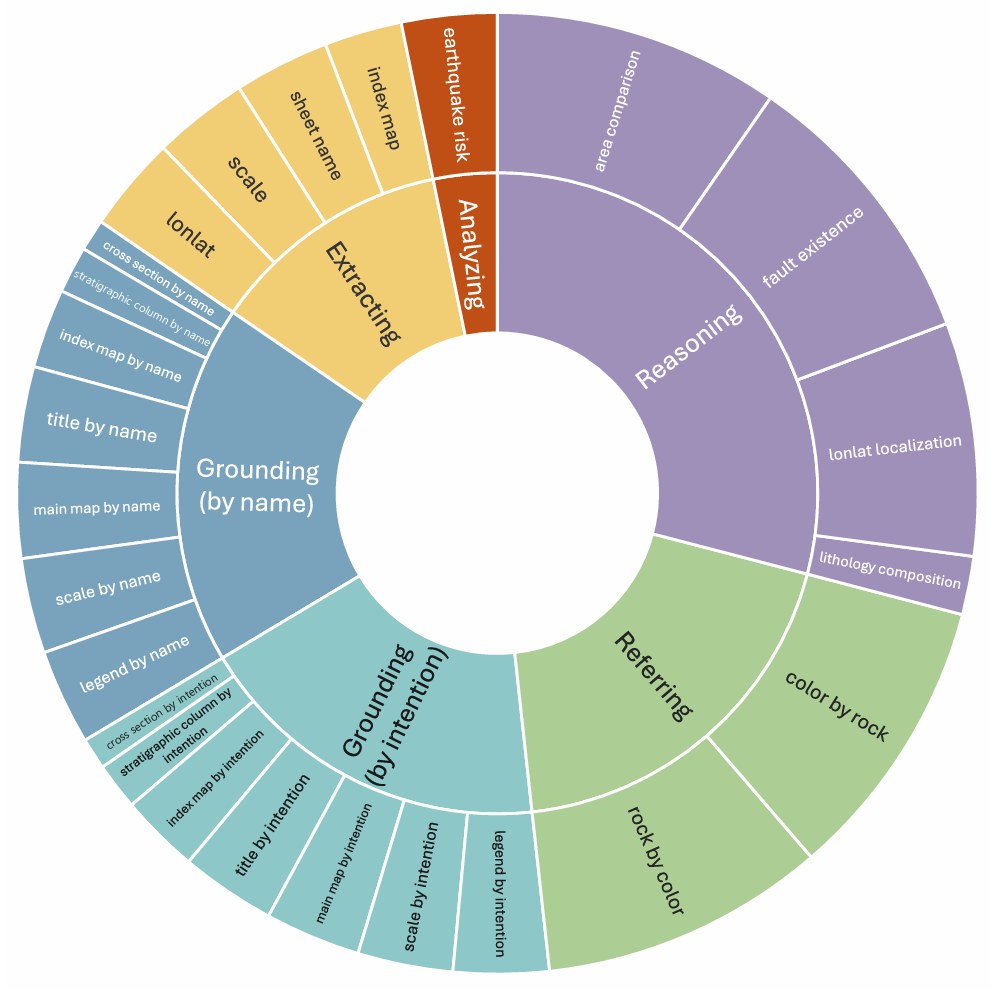 Reasoning
area comparison
fault existence
lonlat localization
lithology composition
Referring
color by rock
rock by color
Grounding
(by intention)
legend by intention
scale by intention
main map by intention
title by intention
index map by intention
stratigraphic column by
intention
cross section by intention
Grounding
(by name)
legend by name
scale by name
main map by name
title by name
index map by name
stratigraphic column by name
cross section by name
Extracting
lonlat
scale
sheet name
index map
Analyzing
earthquake risk